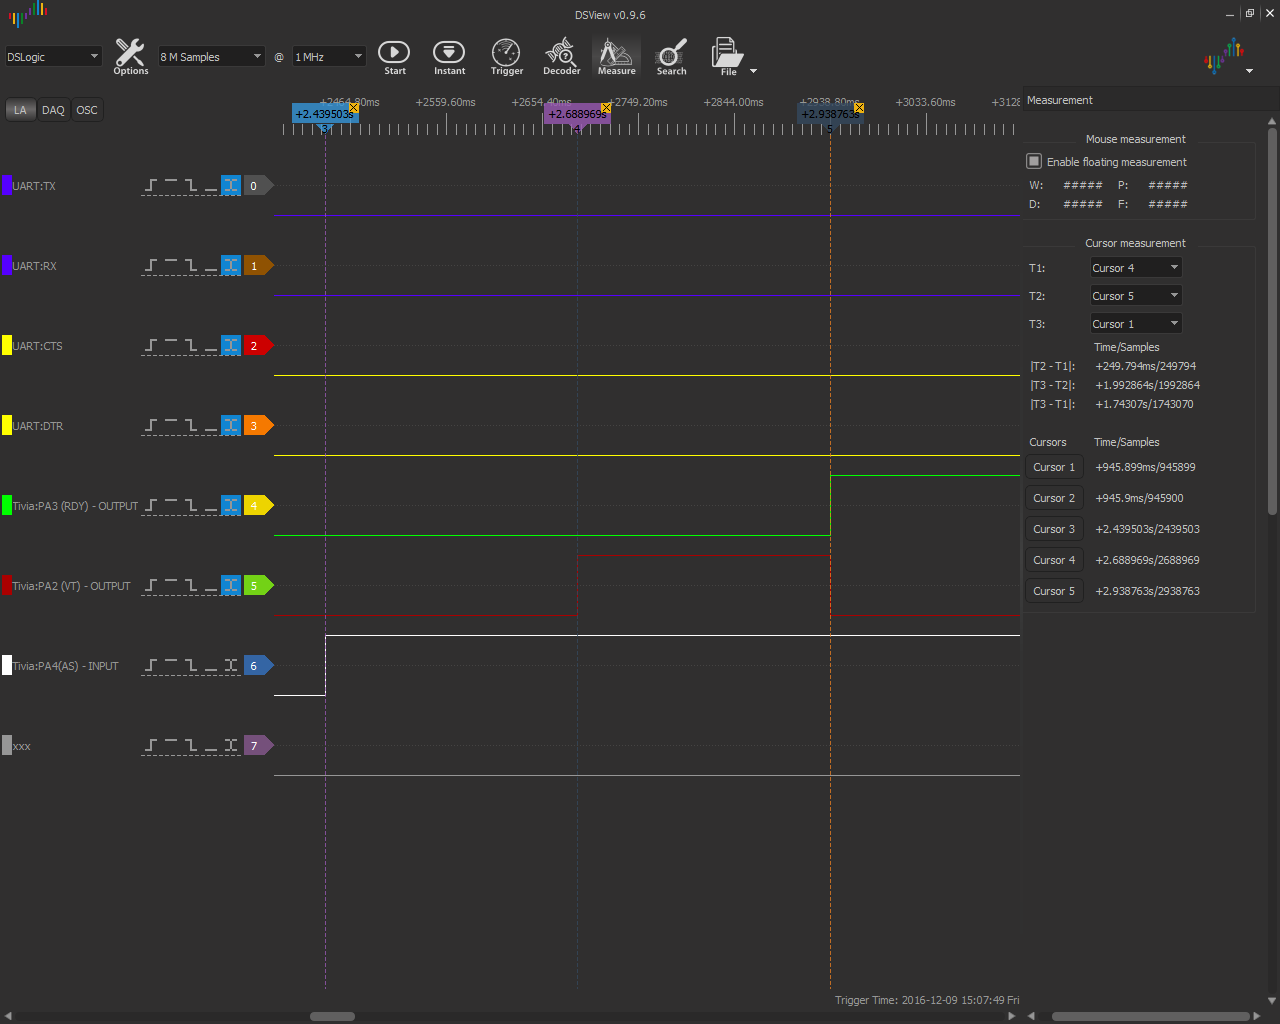 DSView v0.9.6
DSLogic
Options
8 M Samples
@
1 MHz
Start
Instant
Trigger
Decoder
Measure
Search
File
LA
DAQ
OSC
+2464.80ms +2559.60ms +2654.40ms +2749.20ms +2844.00ms +2938.80ms +3033.60ms +3128
+2.439503s +2.688969s +2.938763s
3 4 5
UART:TX 0
UART:RX 1
UART:CTS 2
UART:DTR 3
Tivia:PA3 (RDY) - OUTPUT 4
Tivia:PA2 (VT) - OUTPUT 5
Tivia:PA4(AS) - INPUT 6
xxx 7
Trigger Time: 2016-12-09 15:07:49 Fri
Measurement
Mouse measurement
Enable floating measurement
W: ##### P: #####
D: ##### F: #####
Cursor measurement
T1: Cursor 4
T2: Cursor 5
T3: Cursor 1
Time/Samples
|T2 - T1|: +249.794ms/249794
|T3 - T2|: +1.992864s/1992864
|T3 - T1|: +1.74307s/1743070
Cursors Time/Samples
Cursor 1 +945.899ms/945899
Cursor 2 +945.9ms/945900
Cursor 3 +2.439503s/2439503
Cursor 4 +2.688969s/2688969
Cursor 5 +2.938763s/2938763